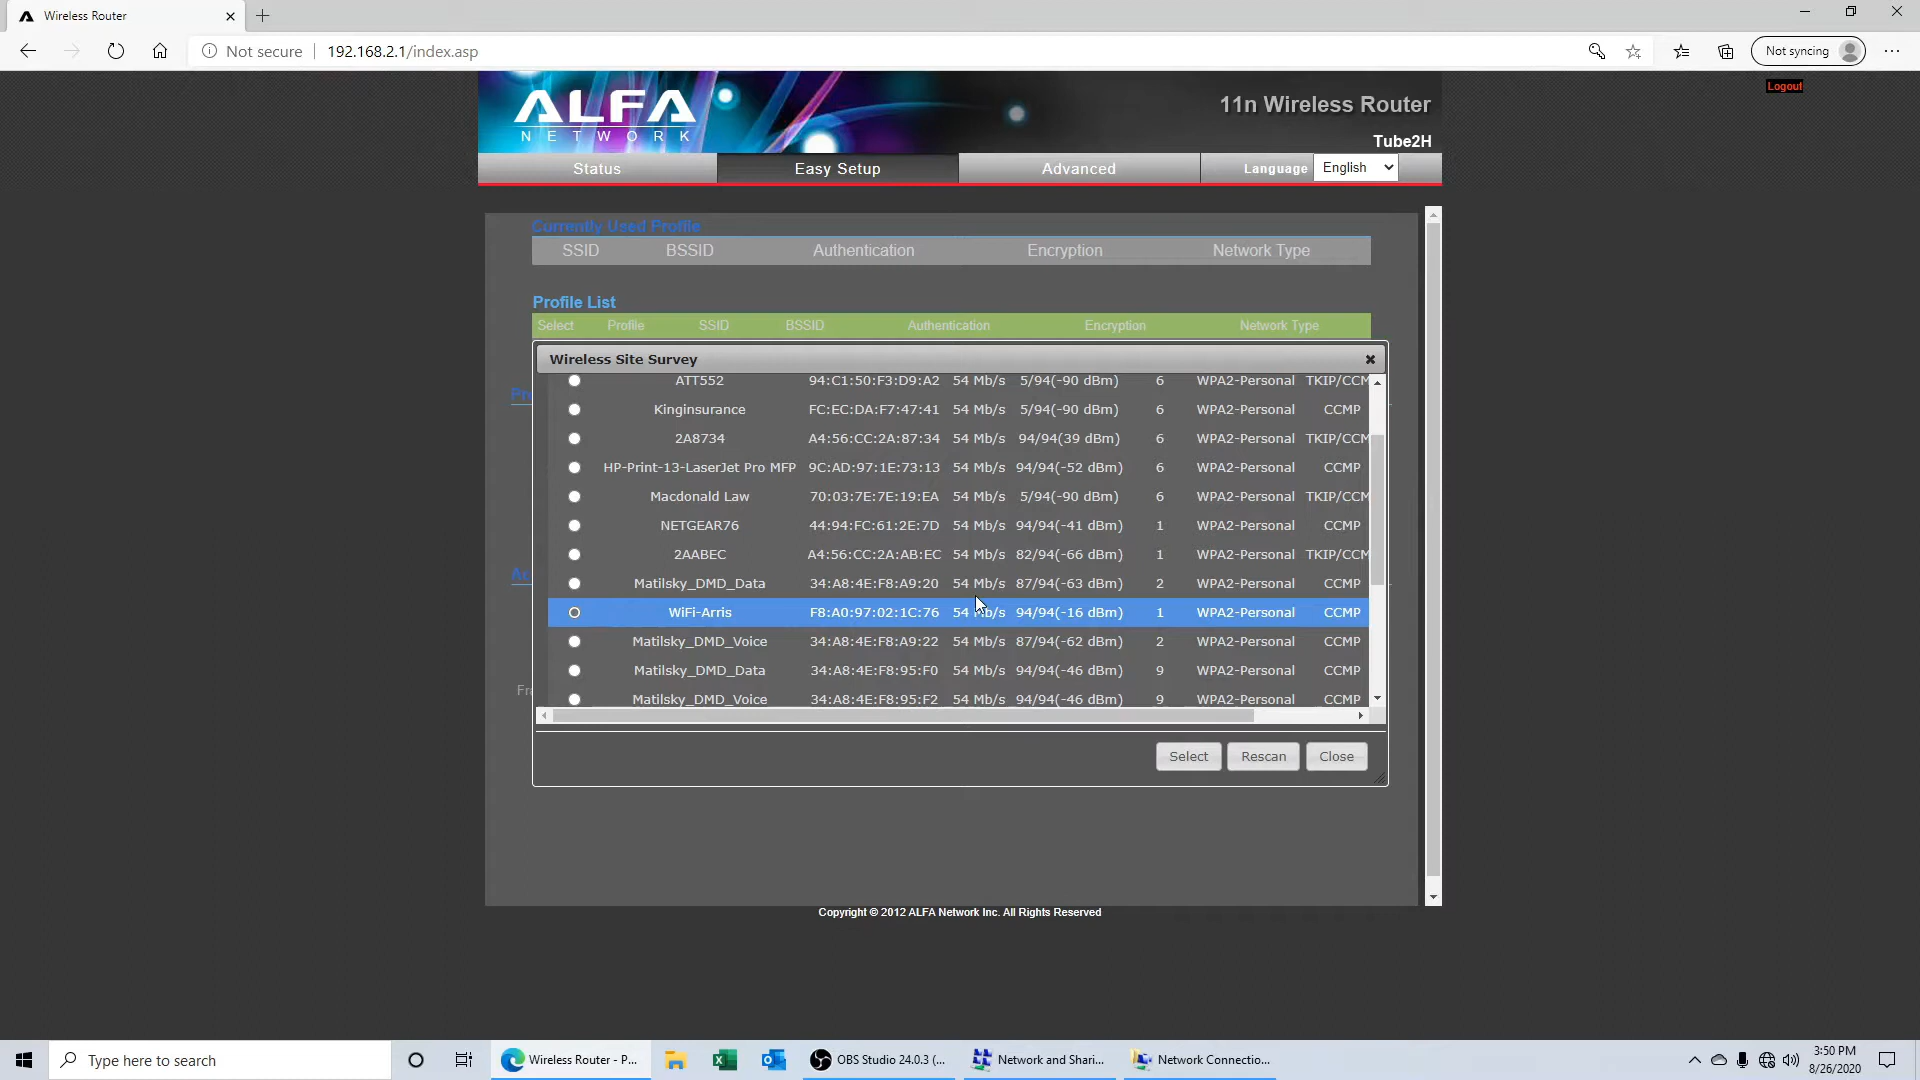 Wireless Router
Not secure 192.168.2.1/index.asp
Not syncing
Logout
ALFA
NETWORK
11n Wireless Router
Tube2H
Status Easy Setup Advanced Language English
Currently Used Profile
SSID BSSID Authentication Encryption Network Type
Profile List
Select Profile SSID BSSID Authentication Encryption Network Type
Wireless Site Survey
ATT552 94:C1:50:F3:D9:A2 54 Mb/s 5/94(-90 dBm) 6 WPA2-Personal TKIP/CCM
Kinginsurance FC:EC:DA:F7:47:41 54 Mb/s 5/94(-90 dBm) 6 WPA2-Personal CCMP
2A8734 A4:56:CC:2A:87:34 54 Mb/s 94/94(39 dBm) 6 WPA2-Personal TKIP/CCM
HP-Print-13-LaserJet Pro MFP 9C:AD:97:1E:73:13 54 Mb/s 94/94(-52 dBm) 6 WPA2-Personal CCMP
Macdonald Law 70:03:7E:7E:19:EA 54 Mb/s 5/94(-90 dBm) 6 WPA2-Personal TKIP/CCM
NETGEAR76 44:94:FC:61:2E:7D 54 Mb/s 94/94(-41 dBm) 1 WPA2-Personal CCMP
2AABEC A4:56:CC:2A:AB:EC 54 Mb/s 82/94(-66 dBm) 1 WPA2-Personal TKIP/CCM
Matilsky_DMD_Data 34:A8:4E:F8:A9:20 54 Mb/s 87/94(-63 dBm) 2 WPA2-Personal CCMP
WiFi-Arris F8:A0:97:02:1C:76 54 Mb/s 94/94(-16 dBm) 1 WPA2-Personal CCMP
Matilsky_DMD_Voice 34:A8:4E:F8:A9:22 54 Mb/s 87/94(-62 dBm) 2 WPA2-Personal CCMP
Matilsky_DMD_Data 34:A8:4E:F8:95:F0 54 Mb/s 94/94(-46 dBm) 9 WPA2-Personal CCMP
Matilsky_DMD_Voice 34:A8:4E:F8:95:F2 54 Mb/s 94/94(-46 dBm) 9 WPA2-Personal CCMP
Select Rescan Close
Copyright © 2012 ALFA Network Inc. All Rights Reserved
Type here to search Wireless Router - P... OBS Studio 24.0.3 (... Network and Shari... Network Connectio... 3:50 PM
8/26/2020